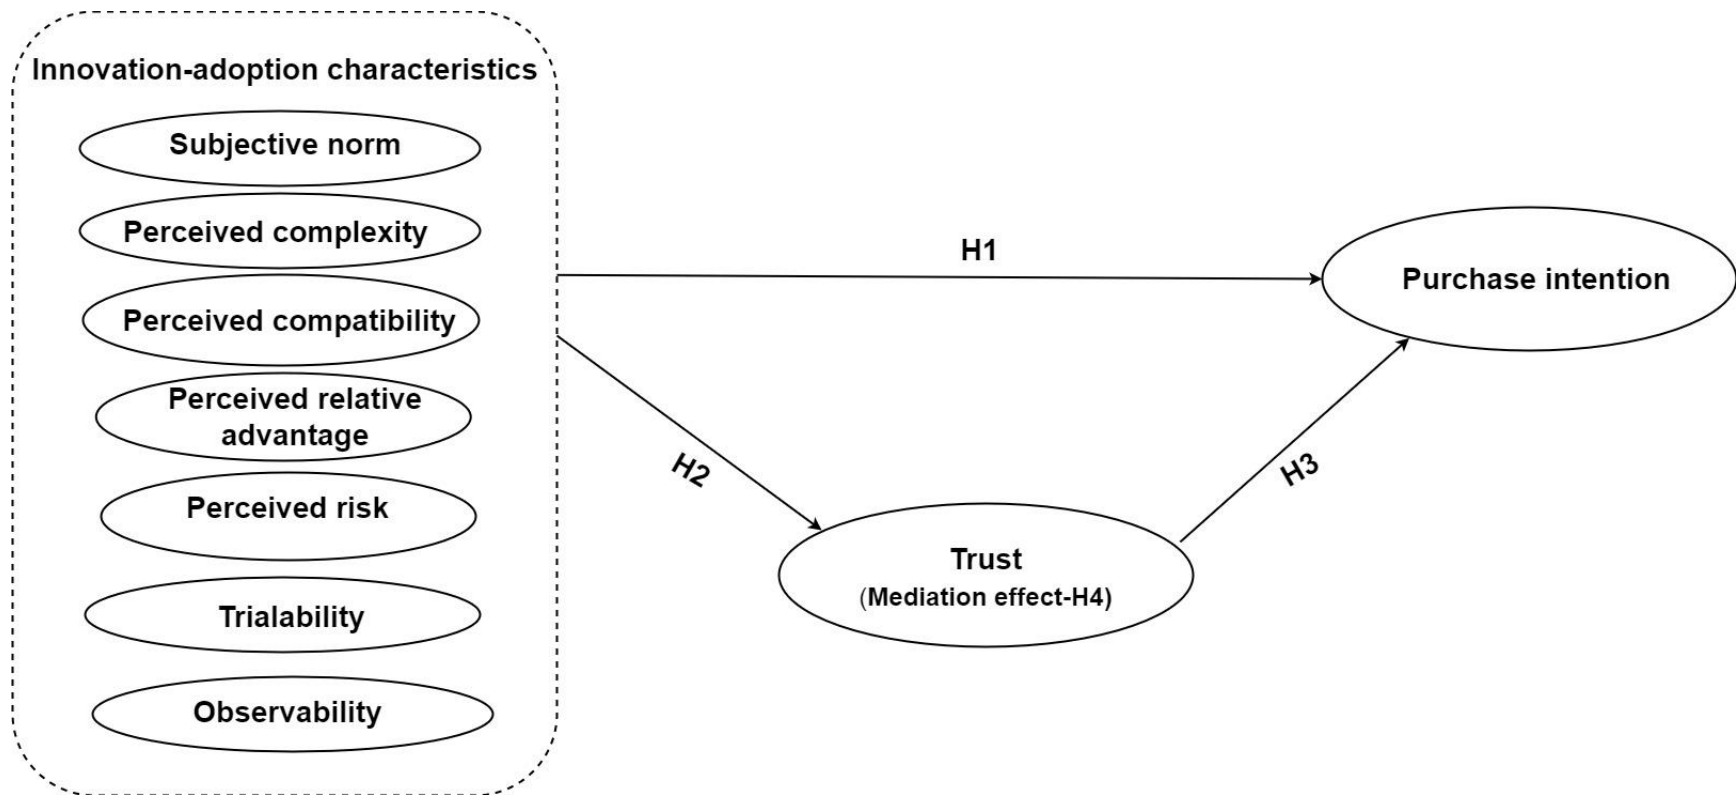 Innovation-adoption characteristics
Subjective norm
Perceived complexity
Perceived compatibility
Perceived relative
advantage
Perceived risk
Trialability
Observability
H1
Purchase intention
H2
H3
Trust
(Mediation effect-H4)